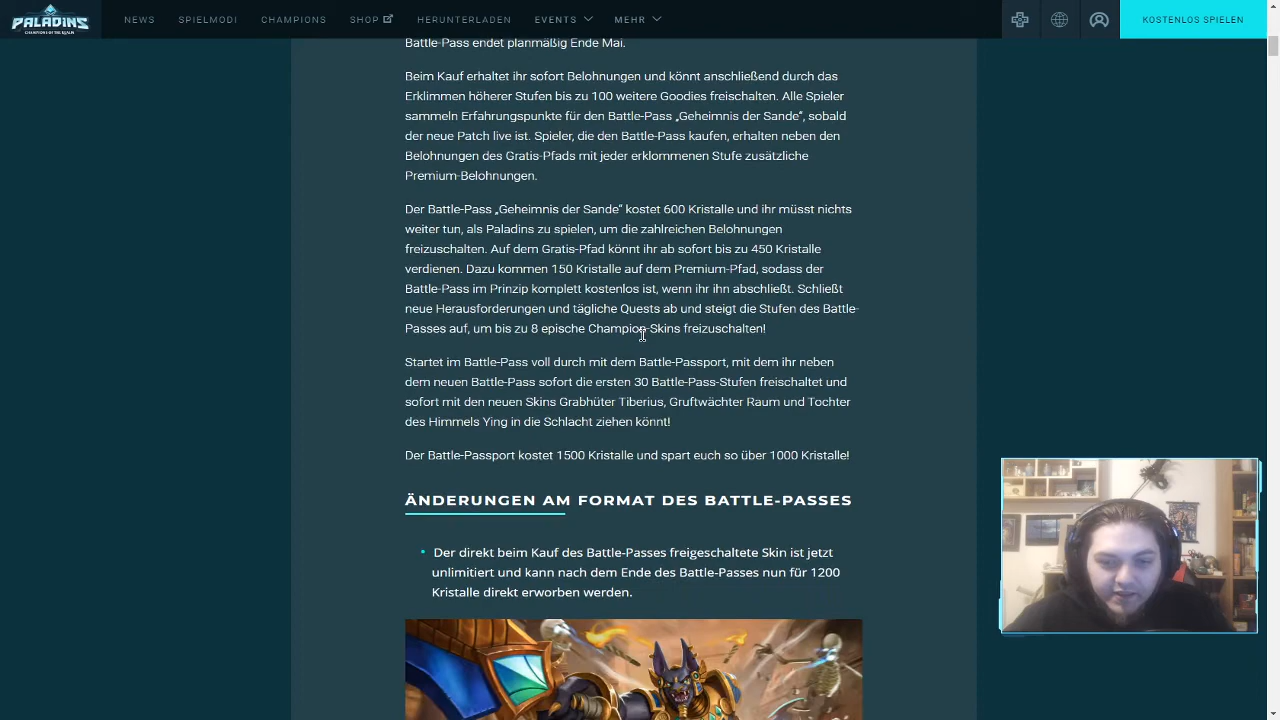 PALADINS
CHAMPIONS OF THE REALM
NEWS
SPIELMODI
CHAMPIONS
SHOP
HERUNTERLADEN
EVENTS
MEHR
KOSTENLOS SPIELEN
Battle-Pass endet planmäßig Ende Mai.
Beim Kauf erhaltet ihr sofort Belohnungen und könnt anschließend durch das
Erklimmen höherer Stufen bis zu 100 weitere Goodies freischalten. Alle Spieler
sammeln Erfahrungspunkte für den Battle-Pass „Geheimnis der Sande“, sobald
der neue Patch live ist. Spieler, die den Battle-Pass kaufen, erhalten neben den
Belohnungen des Gratis-Pfads mit jeder erklommenen Stufe zusätzliche
Premium-Belohnungen.
Der Battle-Pass „Geheimnis der Sande“ kostet 600 Kristalle und ihr müsst nichts
weiter tun, als Paladins zu spielen, um die zahlreichen Belohnungen
freizuschalten. Auf dem Gratis-Pfad könnt ihr ab sofort bis zu 450 Kristalle
verdienen. Dazu kommen 150 Kristalle auf dem Premium-Pfad, sodass der
Battle-Pass im Prinzip komplett kostenlos ist, wenn ihr ihn abschließt. Schließt
neue Herausforderungen und tägliche Quests ab und steigt die Stufen des Battle-
Passes auf, um bis zu 8 epische Champion-Skins freizuschalten!
Startet im Battle-Pass voll durch mit dem Battle-Passport, mit dem ihr neben
dem neuen Battle-Pass sofort die ersten 30 Battle-Pass-Stufen freischaltet und
sofort mit den neuen Skins Grabhüter Tiberius, Gruftwächter Raum und Tochter
des Himmels Ying in die Schlacht ziehen könnt!
Der Battle-Passport kostet 1500 Kristalle und spart euch so über 1000 Kristalle!
ÄNDERUNGEN AM FORMAT DES BATTLE-PASSES
• Der direkt beim Kauf des Battle-Passes freigeschaltete Skin ist jetzt
unlimitiert und kann nach dem Ende des Battle-Passes nun für 1200
Kristalle direkt erworben werden.